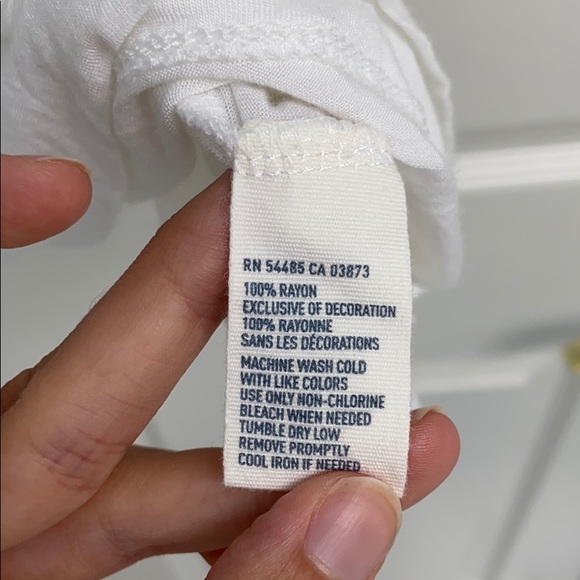 RN 54485 CA 03873
100% RAYON
EXCLUSIVE OF DECORATION
100% RAYONNE
SANS LES DÉCORATIONS
MACHINE WASH COLD
WITH LIKE COLORS
USE ONLY NON-CHLORINE
BLEACH WHEN NEEDED
TUMBLE DRY LOW
REMOVE PROMPTLY
COOL IRON IF NEEDED